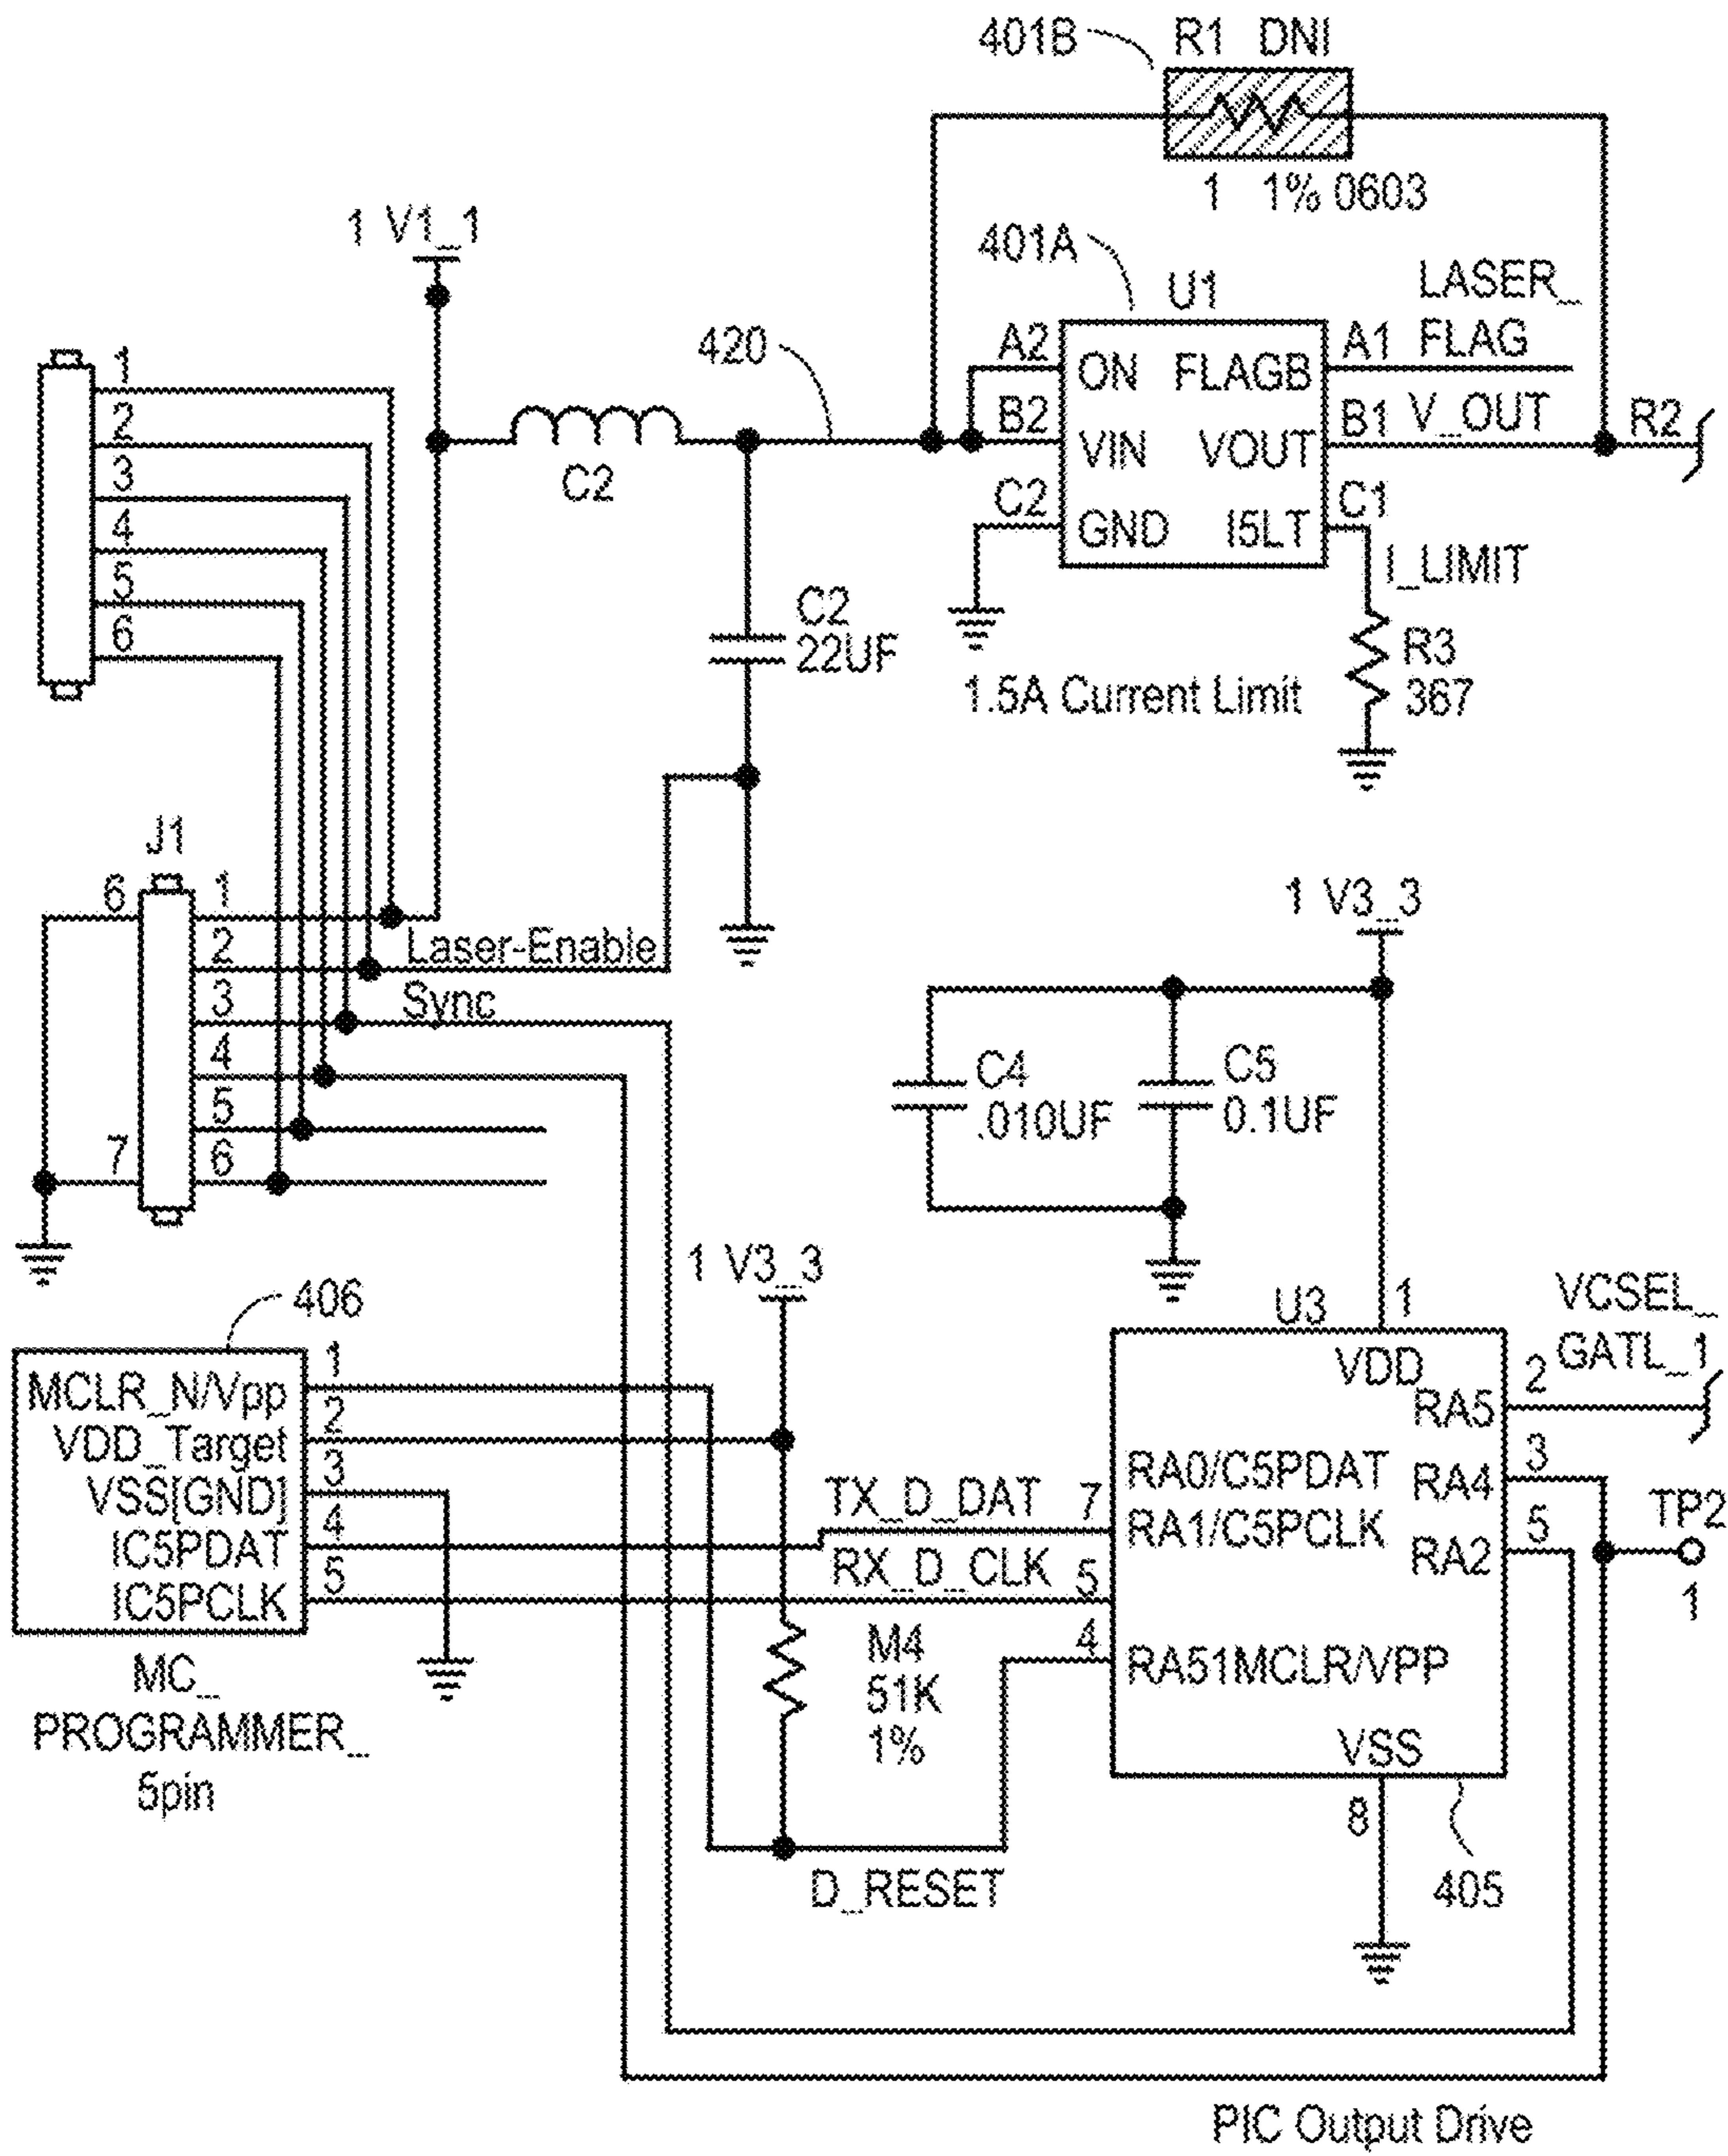 401B R1 DNI
1 1% 0603
1 V1_1
401A
U1
LASER_
FLAG
420
A2 ON FLAGB A1
B2 VIN VOUT B1 V_OUT R2
C2 GND I5LT C1
I_LIMIT
C2
C2
22UF
R3
367
1.5A Current Limit
1
2
3
4
5
6
J1
6
7
1
2 Laser-Enable
3 Sync
4
5
6
1 V3_3
C4
.010UF
C5
0.1UF
1 V3_3
406
MCLR_N/Vpp 1
VDD_Target 2
VSS[GND] 3
IC5PDAT 4
IC5PCLK 5
MC_
PROGRAMMER_
5pin
TX_D_DAT 7
RX_D_CLK 5
4
M4
51K
1%
D_RESET
U3 1
VDD
RA5 2
VCSEL_
GATL_1
RA0/C5PDAT
RA4 3
RA1/C5PCLK
RA2 5
TP2
1
RA51MCLR/VPP
VSS
8
405
PIC Output Drive